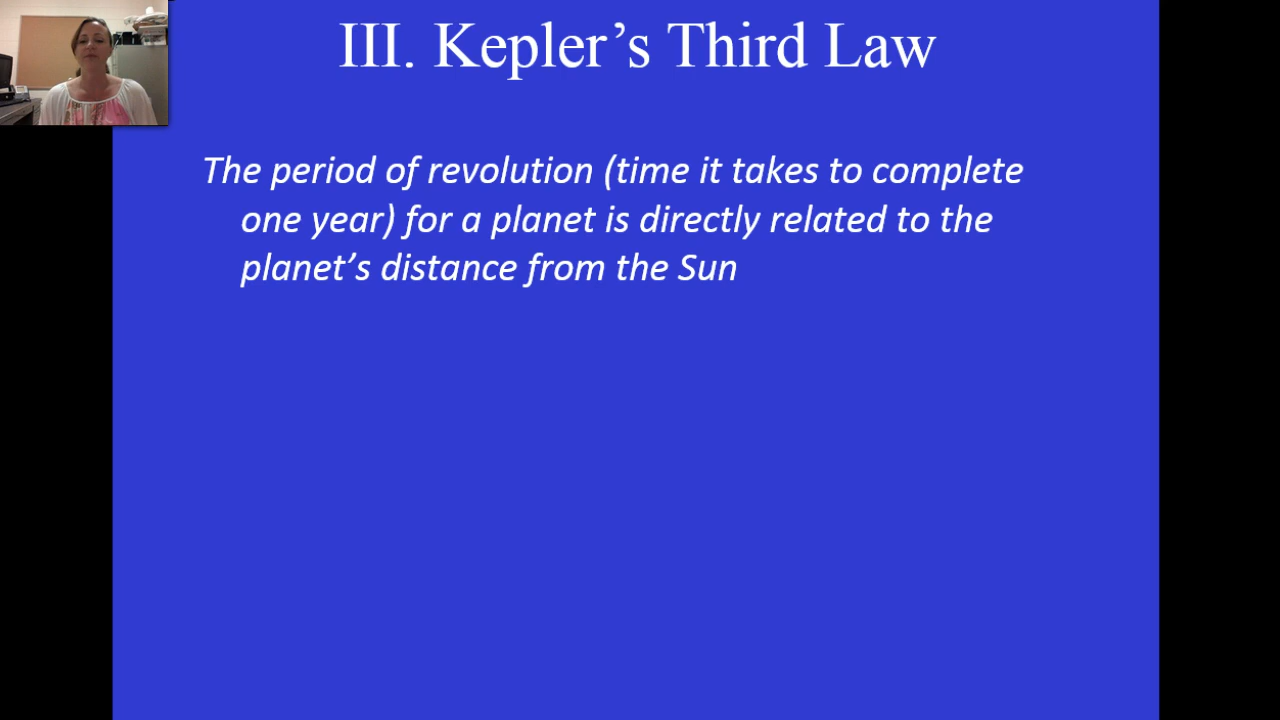 III. Kepler’s Third Law
The period of revolution (time it takes to complete
one year) for a planet is directly related to the
planet’s distance from the Sun